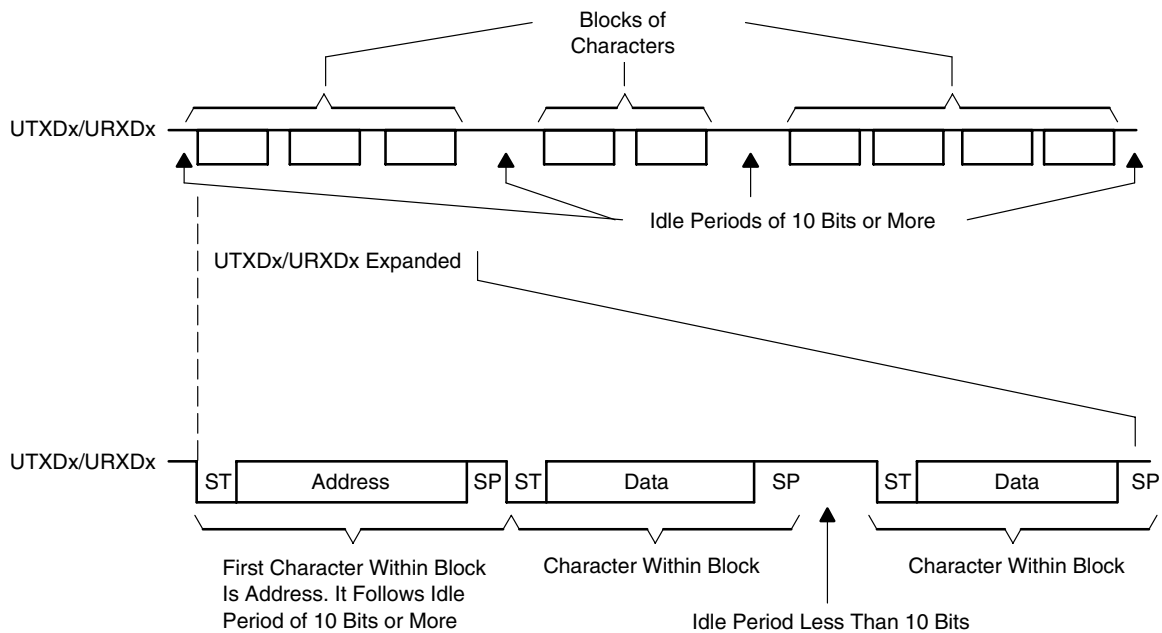 Blocks of
Characters
UTXDx/URXDx
Idle Periods of 10 Bits or More
UTXDx/URXDx Expanded
UTXDx/URXDx
ST
Address
SP
ST
Data
SP
ST
Data
SP
First Character Within Block
Is Address. It Follows Idle
Period of 10 Bits or More
Character Within Block
Character Within Block
Idle Period Less Than 10 Bits